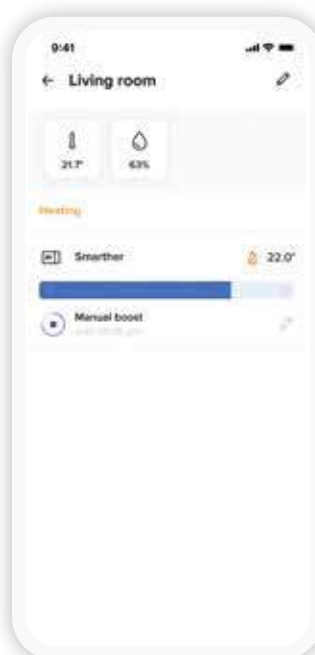 9:41
← Living room
21.7° 63%
Heating
Smarther 22.0°
Manual boost